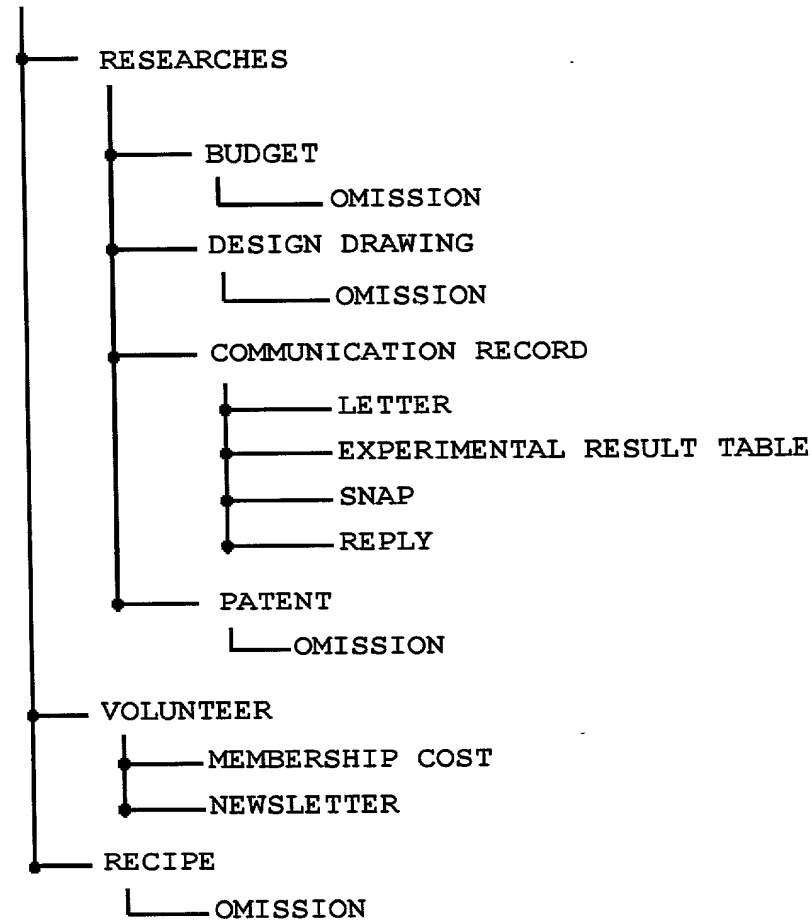 RESEARCHES
BUDGET
OMISSION
DESIGN DRAWING
OMISSION
COMMUNICATION RECORD
LETTER
EXPERIMENTAL RESULT TABLE
SNAP
REPLY
PATENT
OMISSION
VOLUNTEER
MEMBERSHIP COST
NEWSLETTER
RECIPE
OMISSION